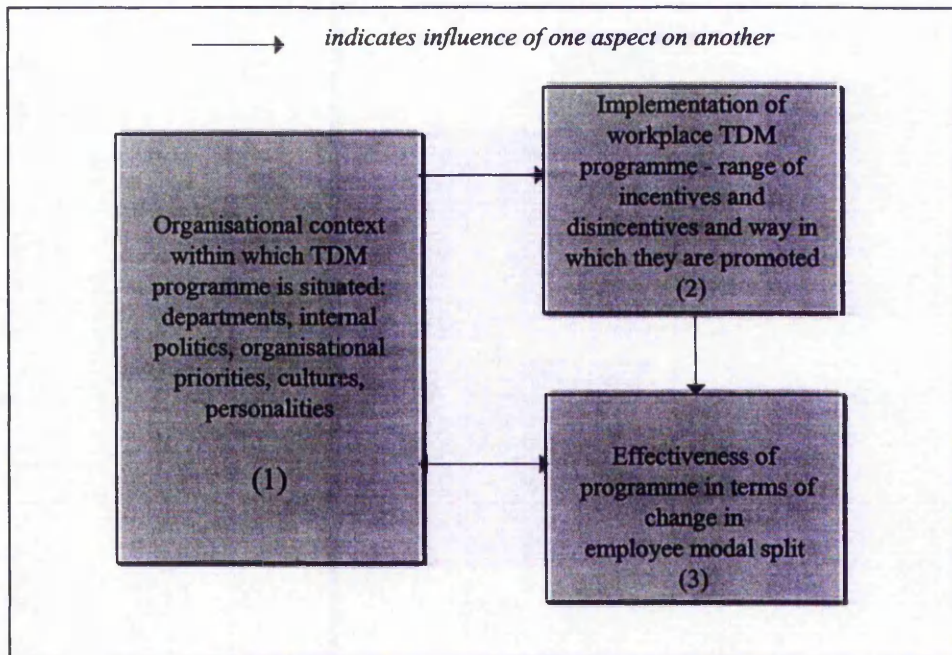 indicates influence of one aspect on another
Organisational context
within which TDM
programme is situated:
departments, internal
politics, organisational
priorities, cultures,
personalities
(1)
Implementation of
workplace TDM
programme - range of
incentives and
disincentives and way in
which they are promoted
(2)
Effectiveness of
programme in terms of
change in
employee modal split
(3)